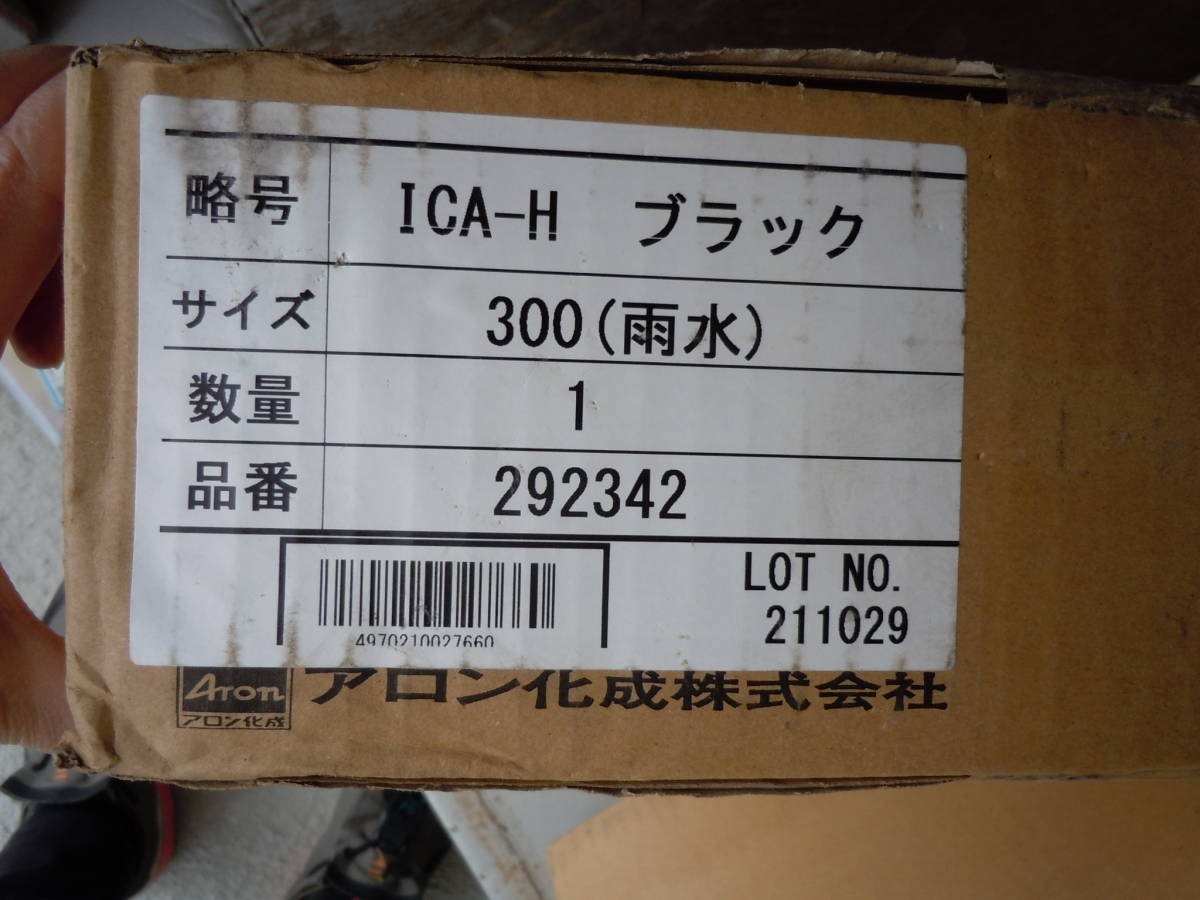 略号 ICA-H ブラック
サイズ 300(雨水)
数量 1
品番 292342
4970210027660
LOT NO.
211029
Aron
アロン化成
アロン化成株式会社